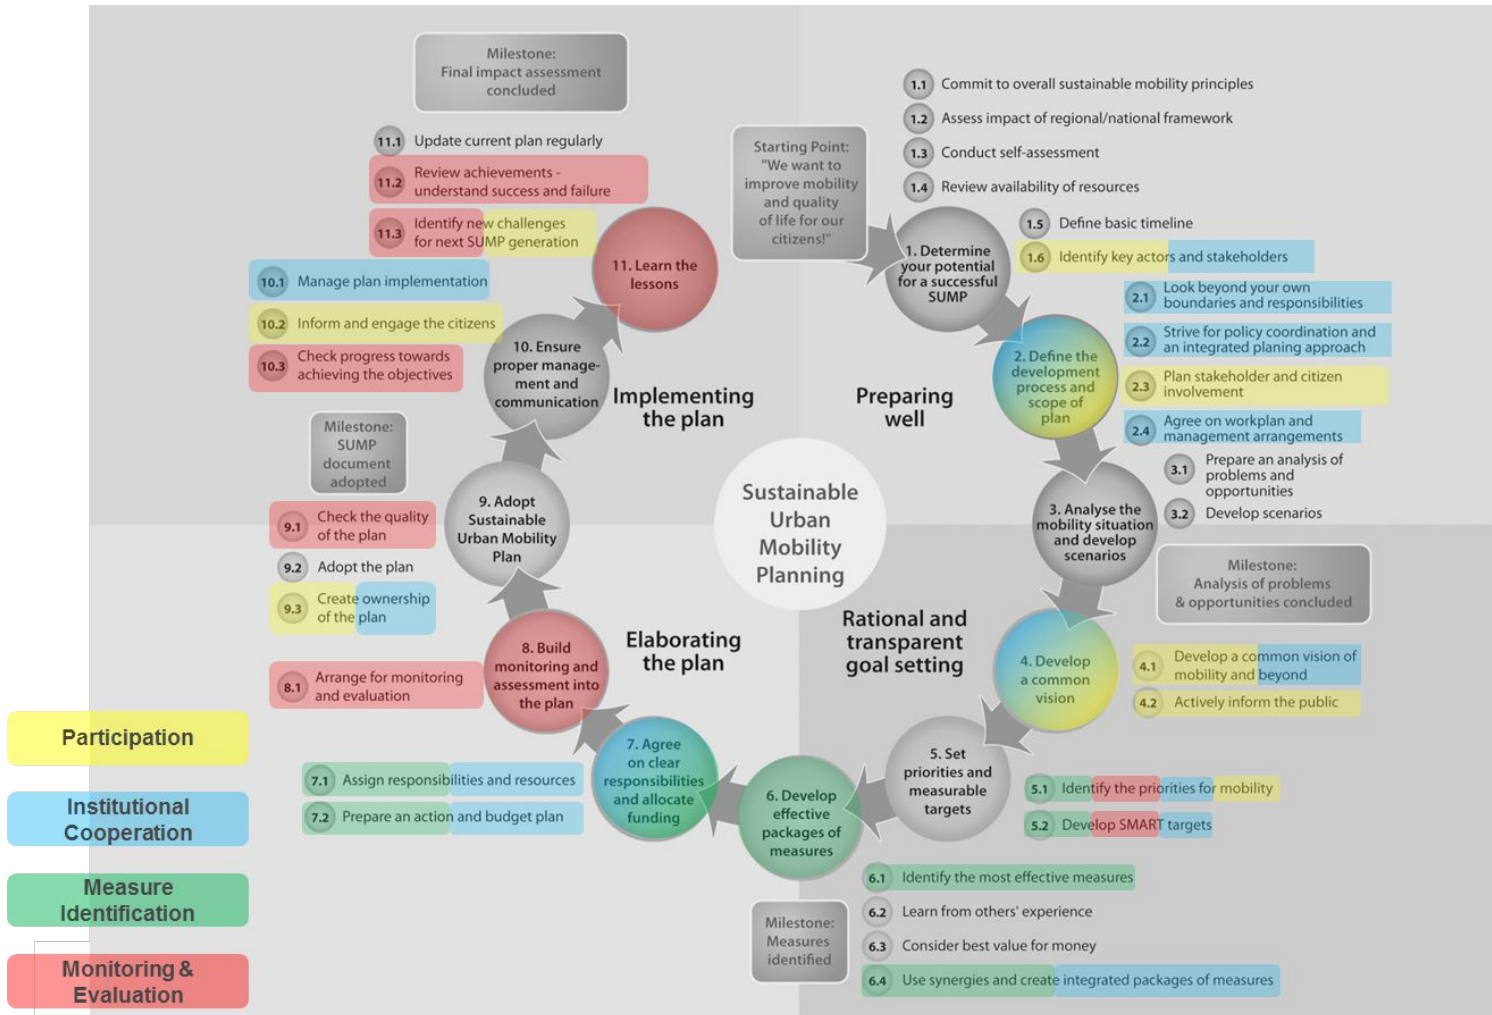 Milestone:
Final impact assessment
concluded
11.1 Update current plan regularly
11.2 Review achievements -
understand success and failure
11.3 Identify new challenges
for next SUMP generation
10.1 Manage plan implementation
10.2 Inform and engage the citizens
10.3 Check progress towards
achieving the objectives
11. Learn the
lessons
10. Ensure
proper manage-
ment and
communication
Implementing
the plan
Starting Point:
"We want to
improve mobility
and quality
of life for our
citizens!"
1.1 Commit to overall sustainable mobility principles
1.2 Assess impact of regional/national framework
1.3 Conduct self-assessment
1.4 Review availability of resources
1.5 Define basic timeline
1.6 Identify key actors and stakeholders
1. Determine
your potential
for a successful
SUMP
2.1 Look beyond your own
boundaries and responsibilities
2.2 Strive for policy coordination and
an integrated planing approach
2.3 Plan stakeholder and citizen
involvement
2.4 Agree on workplan and
management arrangements
2. Define the
development
process and
scope of
plan
Preparing
well
3.1 Prepare an analysis of
problems and
opportunities
3.2 Develop scenarios
3. Analyse the
mobility situation
and develop
scenarios
Milestone:
Analysis of problems
& opportunities concluded
Sustainable
Urban
Mobility
Planning
Milestone:
SUMP
document
adopted
9. Adopt
Sustainable
Urban Mobility
Plan
9.1 Check the quality
of the plan
9.2 Adopt the plan
9.3 Create ownership
of the plan
8. Build
monitoring and
assessment into
the plan
8.1 Arrange for monitoring
and evaluation
Elaborating
the plan
Rational and
transparent
goal setting
4. Develop
a common
vision
4.1 Develop a common vision of
mobility and beyond
4.2 Actively inform the public
5. Set
priorities and
measurable
targets
5.1 Identify the priorities for mobility
5.2 Develop SMART targets
6. Develop
effective
packages of
measures
6.1 Identify the most effective measures
6.2 Learn from others' experience
6.3 Consider best value for money
6.4 Use synergies and create integrated packages of measures
Milestone:
Measures
identified
7. Agree
on clear
responsibilities
and allocate
funding
7.1 Assign responsibilities and resources
7.2 Prepare an action and budget plan
Participation
Institutional
Cooperation
Measure
Identification
Monitoring &
Evaluation